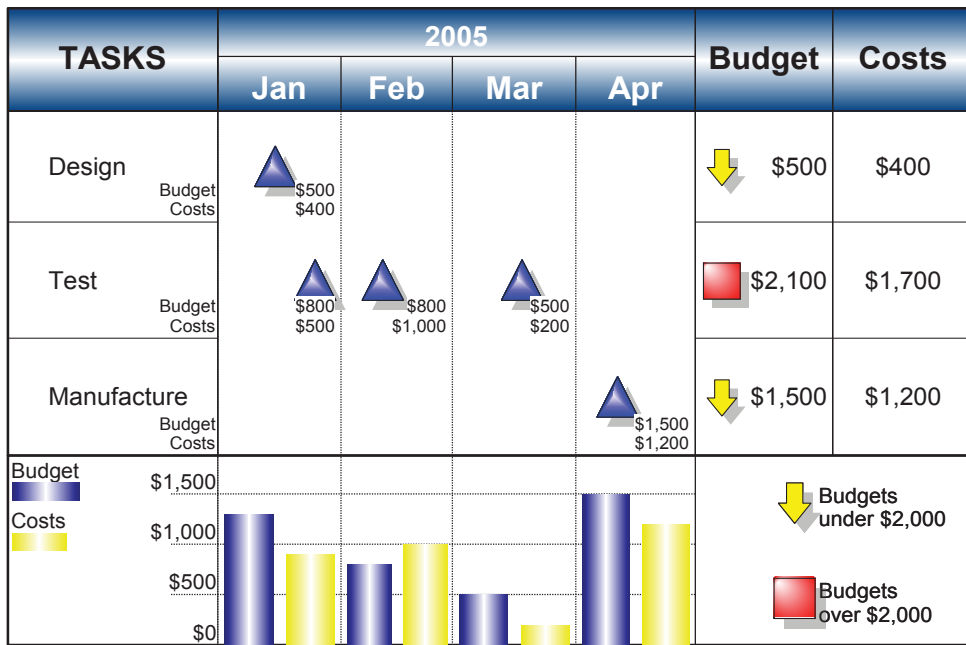 TASKS
2005
Budget
Costs
Jan
Feb
Mar
Apr
Design
Budget
Costs
$500
$400
$500
$400
Test
Budget
Costs
$800
$500
$800
$1,000
$500
$200
$2,100
$1,700
Manufacture
Budget
Costs
$1,500
$1,200
$1,500
$1,200
Budget
Costs
$1,500
$1,000
$500
$0
Budgets
under $2,000
Budgets
over $2,000